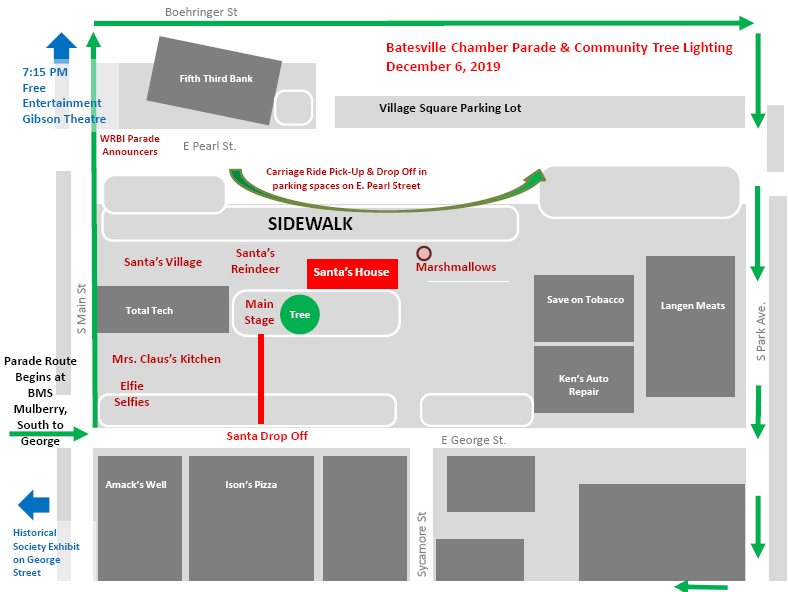 Boehringer St
Batesville Chamber Parade & Community Tree Lighting
December 6, 2019
7:15 PM
Free
Entertainment
Gibson Theatre
Fifth Third Bank
Village Square Parking Lot
WRBI Parade
Announcers
E Pearl St.
Carriage Ride Pick-Up & Drop Off in
parking spaces on E. Pearl Street
SIDEWALK
Santa's Village
Santa's
Reindeer
Santa's House
Marshmallows
S Main St
Total Tech
Main
Stage
Tree
Save on Tobacco
Langen Meats
S Park Ave.
Parade Route
Begins at
BMS
Mulberry,
South to
George
Mrs. Claus's Kitchen
Elfie
Selfies
Ken's Auto
Repair
Santa Drop Off
E George St.
Amack's Well
Ison's Pizza
Sycamore St
Historical
Society Exhibit
on George
Street